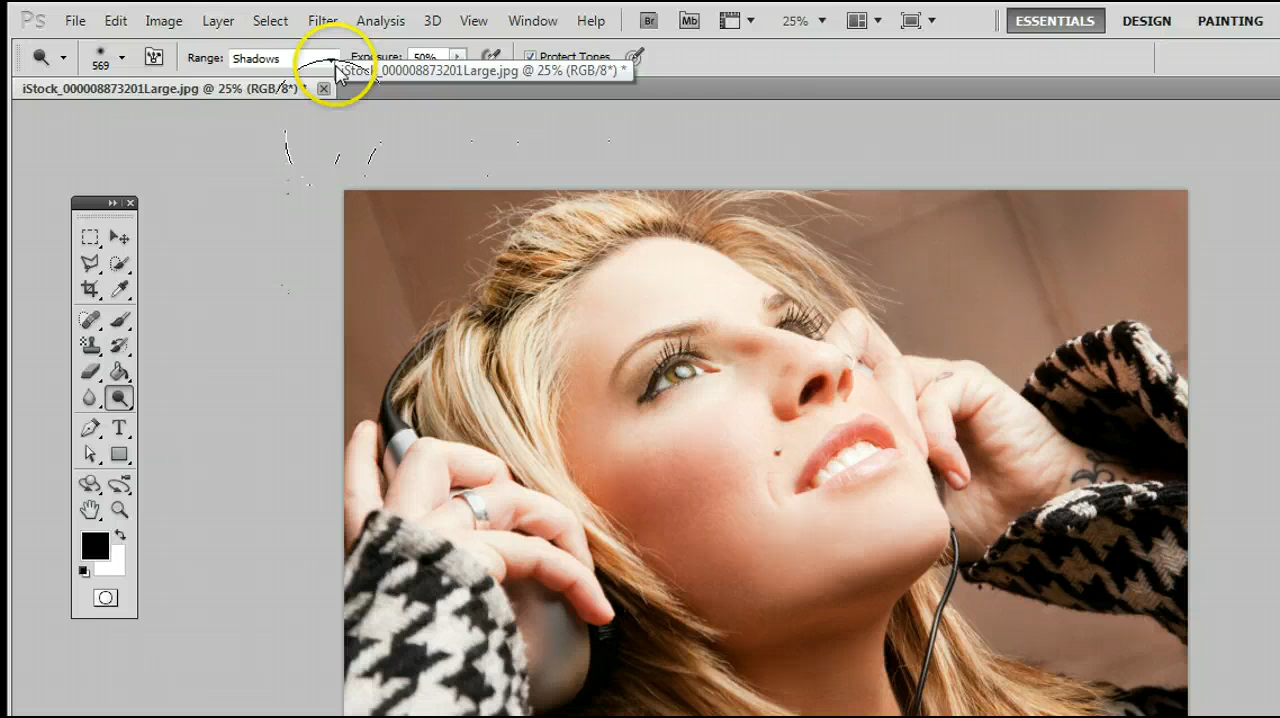 Ps File Edit Image Layer Select Filter Analysis 3D View Window Help Br Mb 25% ESSENTIALS DESIGN PAINTING
569 Range: Shadows Exposure: 50% Protect Tones
iStock_000008873201Large.jpg @ 25% (RGB/8*) *
iStock_000008873201Large.jpg @ 25% (RGB/8*) *
T